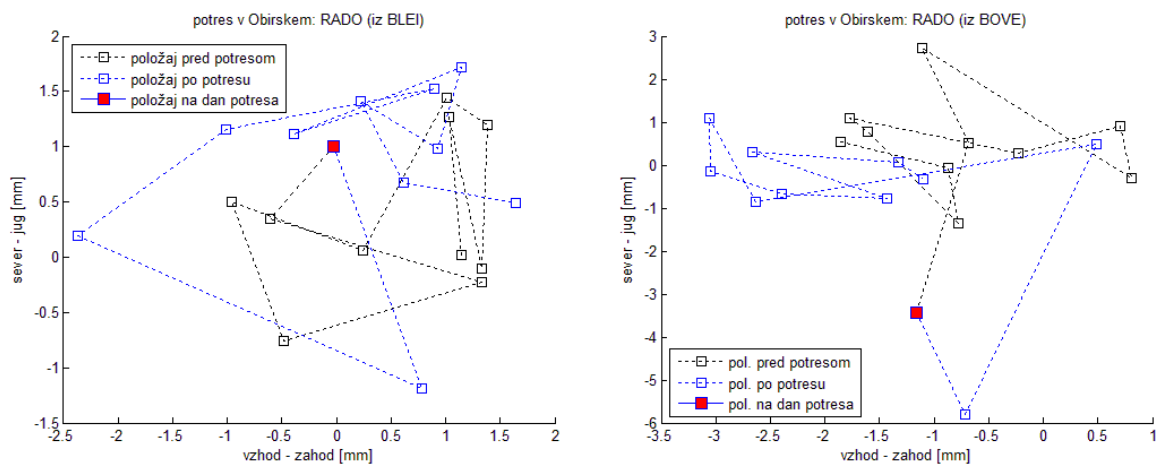 potres v Obirskem: RADO (iz BLEI)
2
1.5
1
0.5
0
-0.5
-1
-1.5
sever - jug [mm]
položaj pred potresom
položaj po potresu
položaj na dan potresa
-2.5 -2 -1.5 -1 -0.5 0 0.5 1 1.5 2
vzhod - zahod [mm]
potres v Obirskem: RADO (iz BOVE)
3
2
1
0
-1
-2
-3
-4
-5
-6
sever - jug [mm]
pol. pred potresom
pol. po potresu
pol. na dan potresa
-3.5 -3 -2.5 -2 -1.5 -1 -0.5 0 0.5 1
vzhod - zahod [mm]